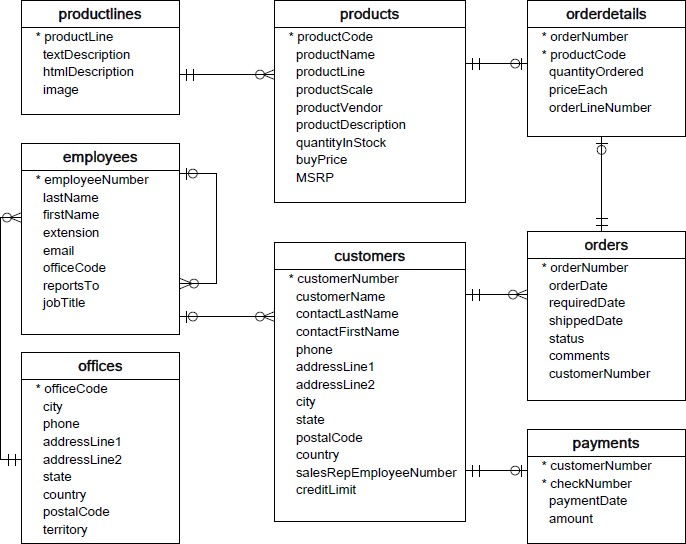 productlines
* productLine
textDescription
htmlDescription
image
products
* productCode
productName
productLine
productScale
productVendor
productDescription
quantityInStock
buyPrice
MSRP
orderdetails
* orderNumber
* productCode
quantityOrdered
priceEach
orderLineNumber
employees
* employeeNumber
lastName
firstName
extension
email
officeCode
reportsTo
jobTitle
customers
* customerNumber
customerName
contactLastName
contactFirstName
phone
addressLine1
addressLine2
city
state
postalCode
country
salesRepEmployeeNumber
creditLimit
orders
* orderNumber
orderDate
requiredDate
shippedDate
status
comments
customerNumber
offices
* officeCode
city
phone
addressLine1
addressLine2
state
country
postalCode
territory
payments
* customerNumber
* checkNumber
paymentDate
amount